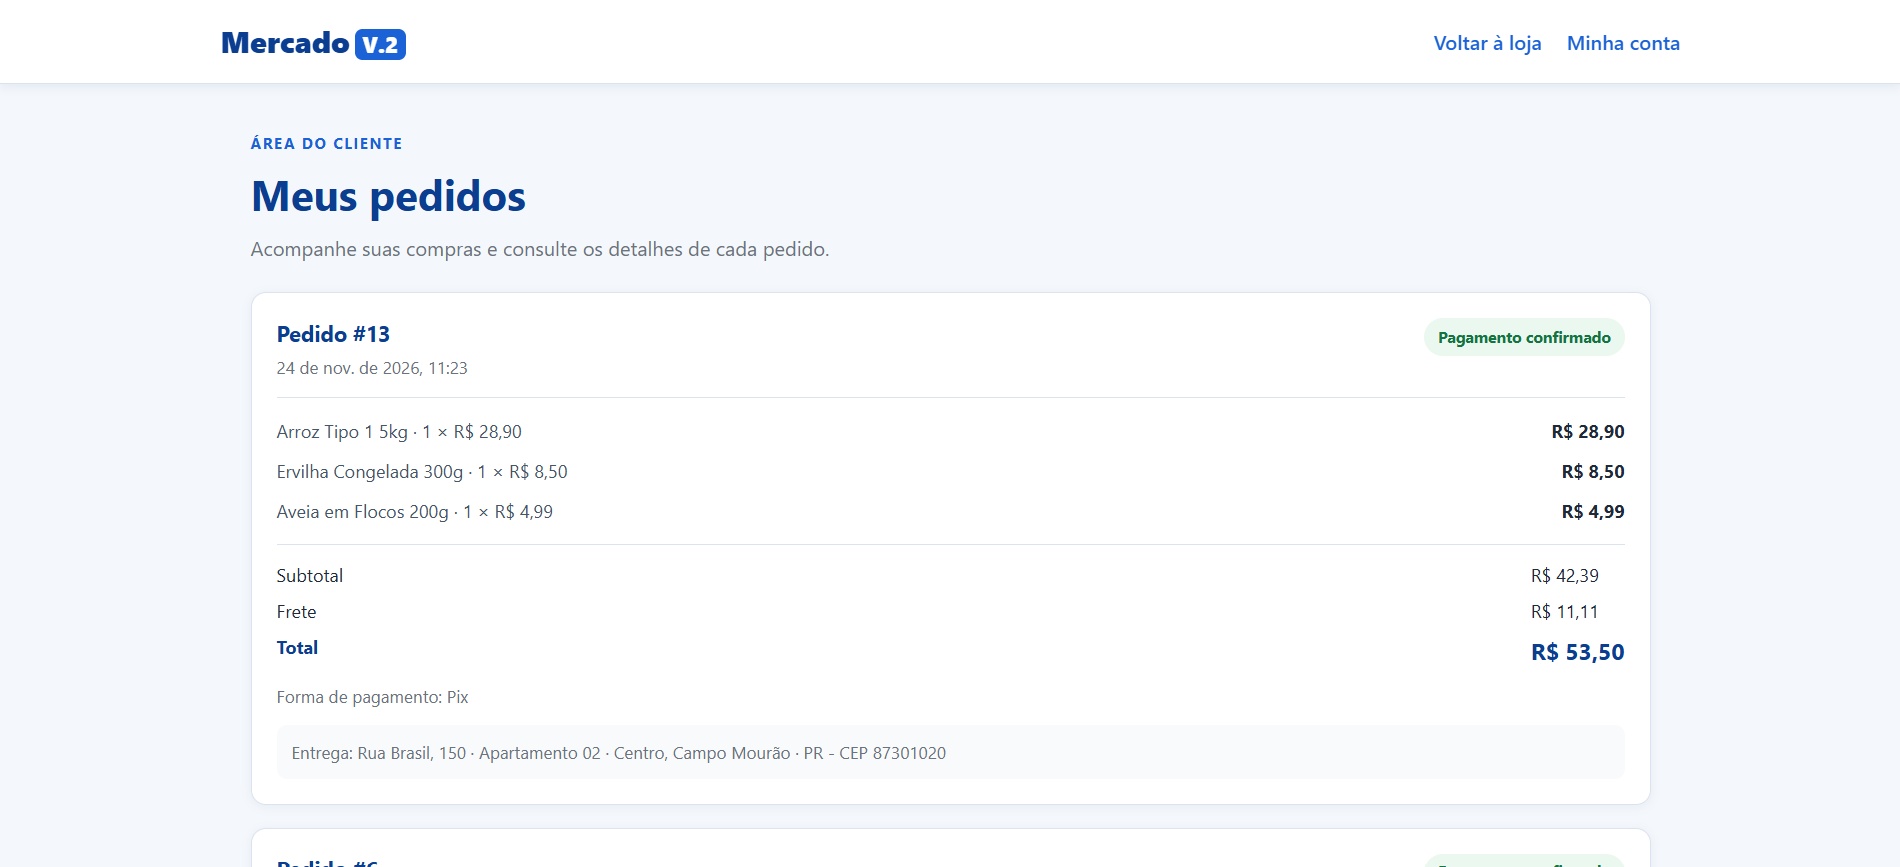 Mercado V.2
Voltar à loja Minha conta
ÁREA DO CLIENTE
Meus pedidos
Acompanhe suas compras e consulte os detalhes de cada pedido.
Pedido #13 Pagamento confirmado
24 de nov. de 2026, 11:23
Arroz Tipo 1 5kg · 1 × R$ 28,90 R$ 28,90
Ervilha Congelada 300g · 1 × R$ 8,50 R$ 8,50
Aveia em Flocos 200g · 1 × R$ 4,99 R$ 4,99
Subtotal R$ 42,39
Frete R$ 11,11
Total R$ 53,50
Forma de pagamento: Pix
Entrega: Rua Brasil, 150 · Apartamento 02 · Centro, Campo Mourão · PR - CEP 87301020